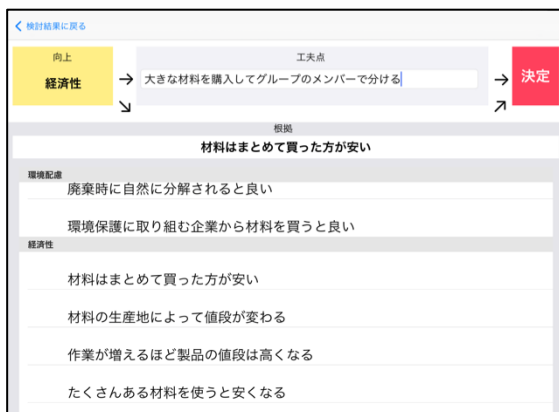 検討結果に戻る
向上
経済性
工夫点
大きな材料を購入してグループのメンバーで分ける
決定
根拠
材料はまとめて買った方が安い
環境配慮
廃棄時に自然に分解されると良い
環境保護に取り組む企業から材料を買うと良い
経済性
材料はまとめて買った方が安い
材料の生産地によって値段が変わる
作業が増えるほど製品の値段は高くなる
たくさんある材料を使うと安くなる